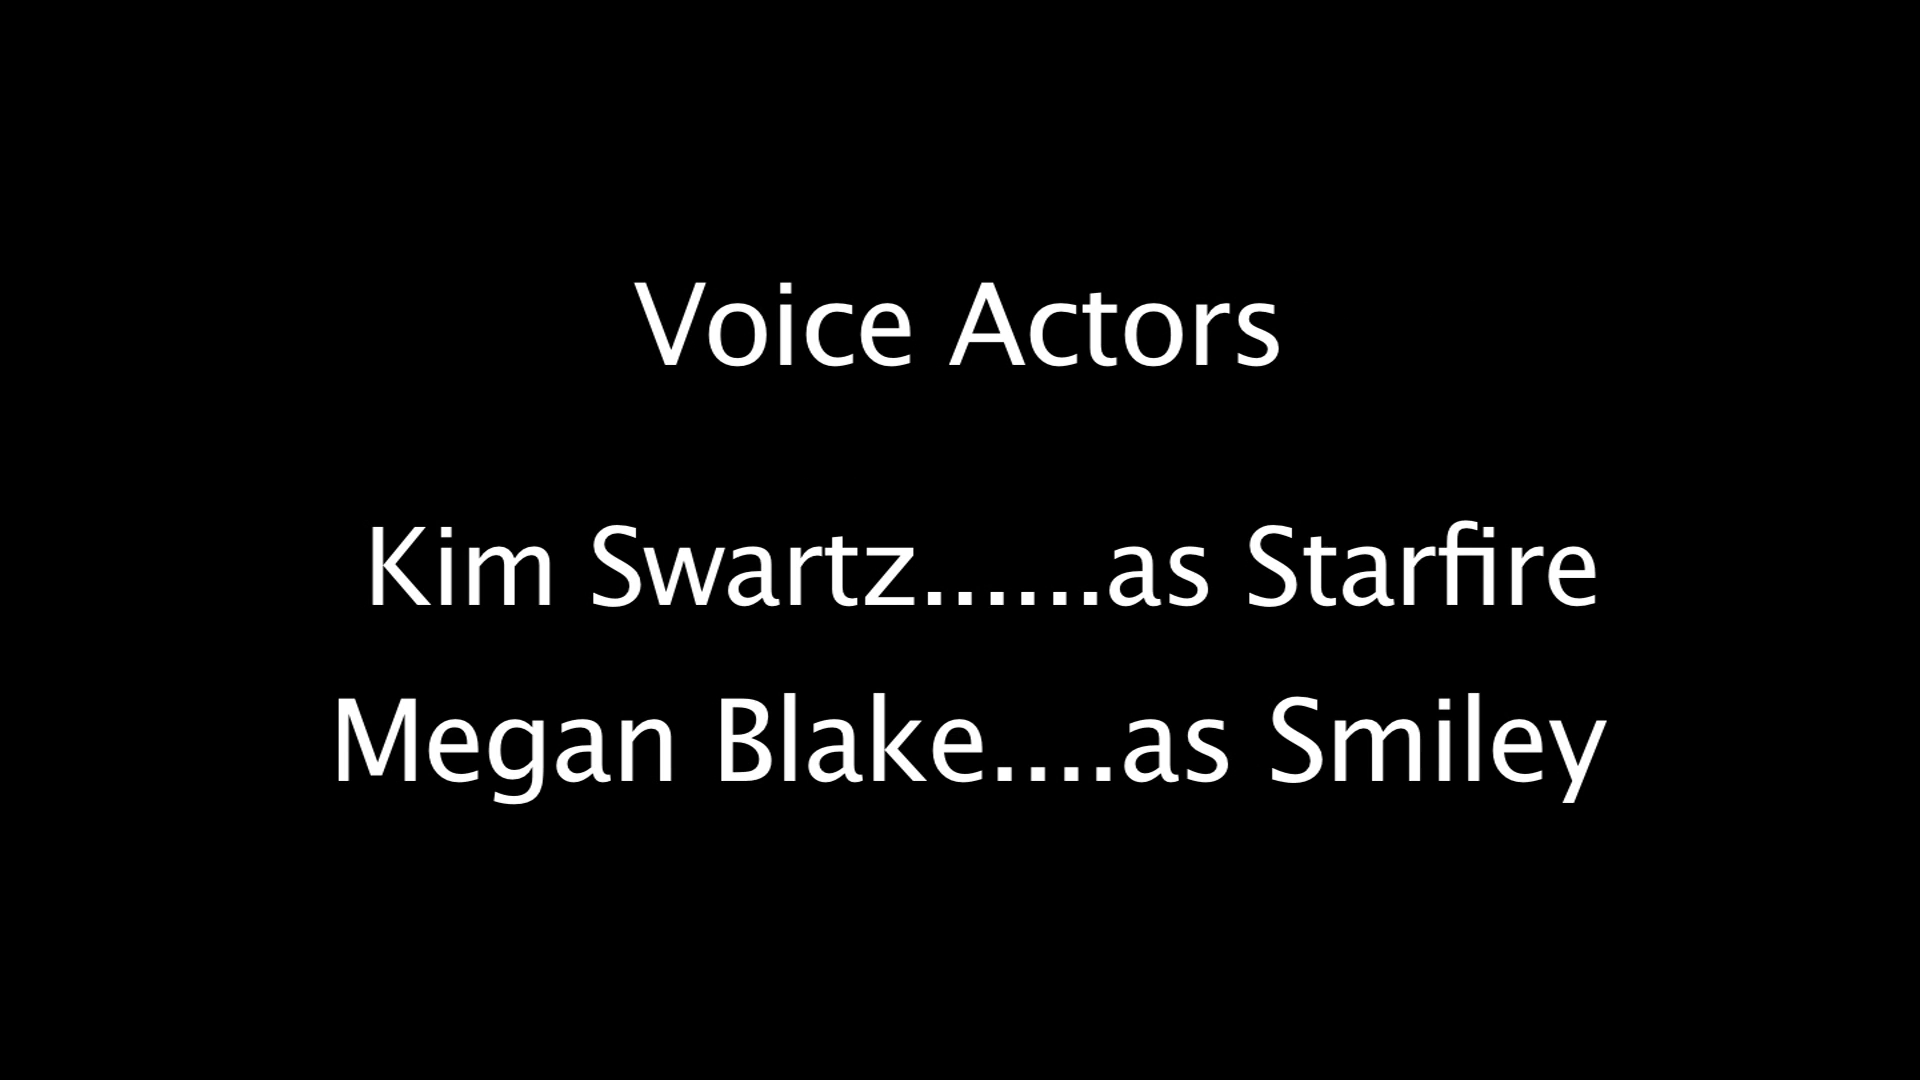 Voice Actors
Kim Swartz......as Starfire
Megan Blake....as Smiley